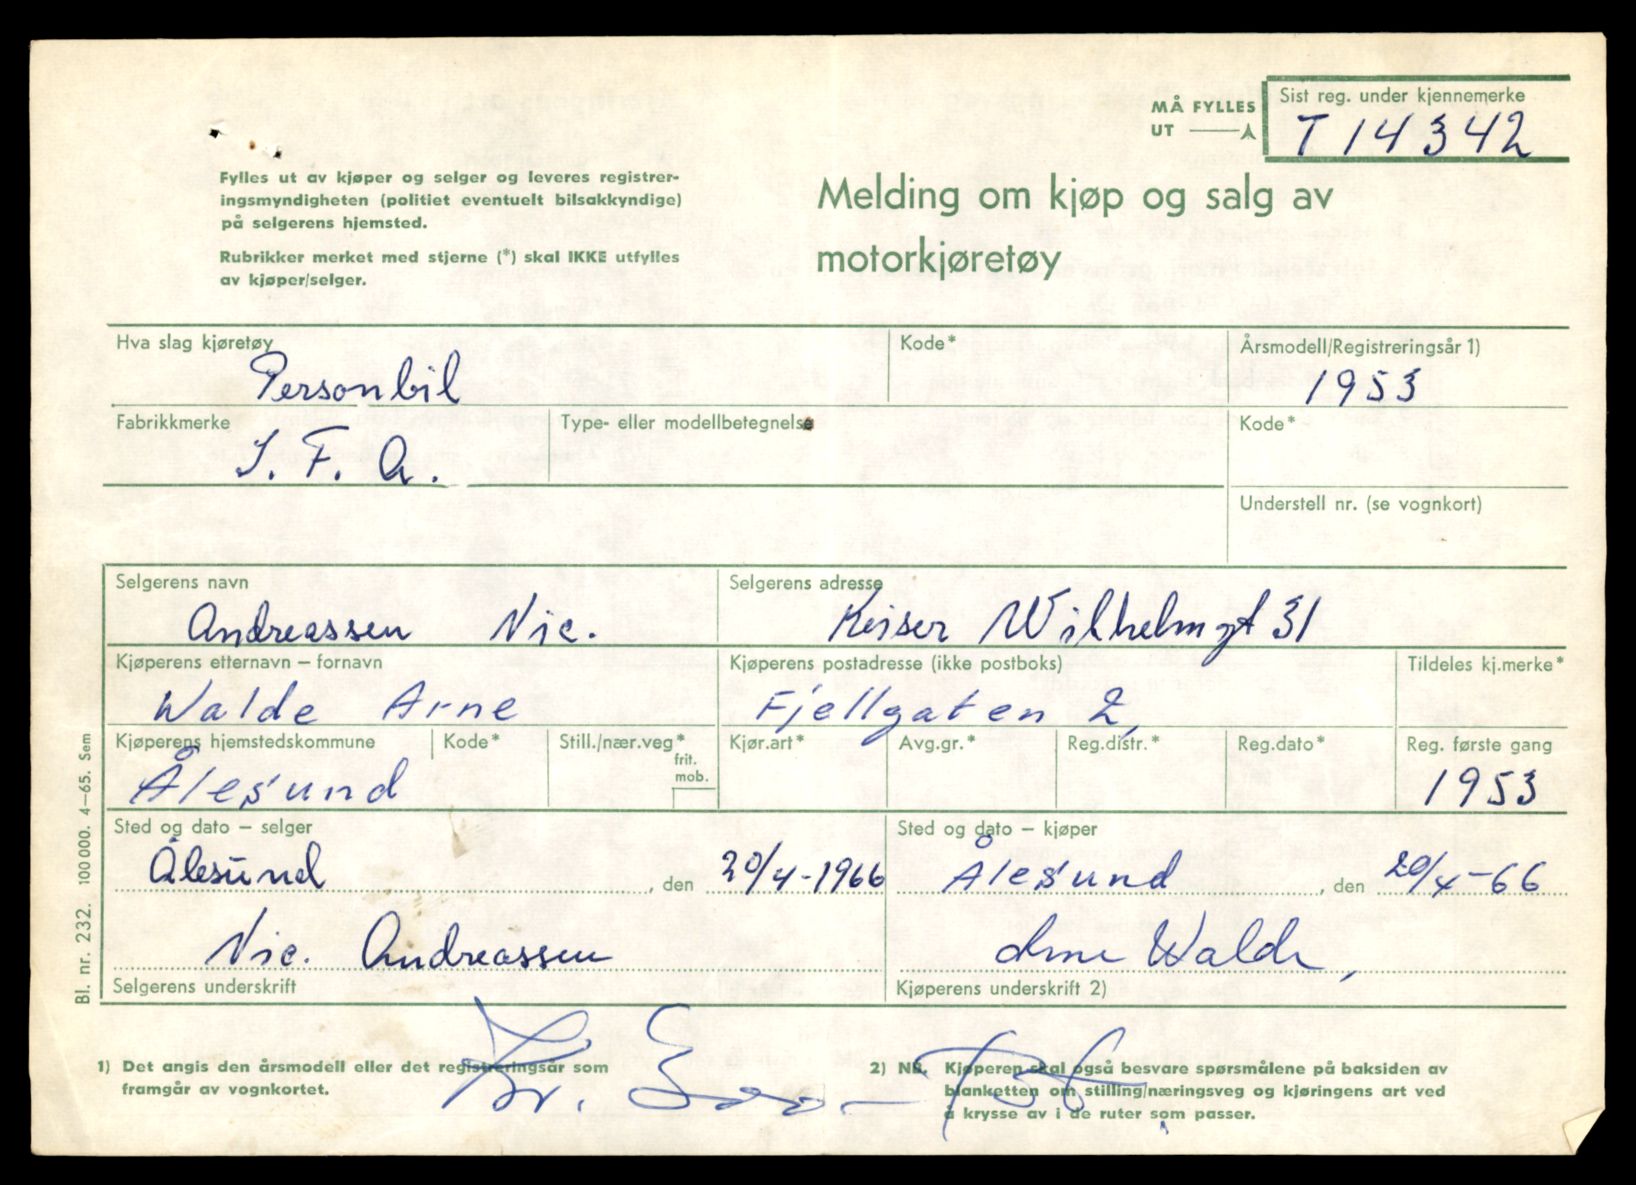 MÅ FYLLES UT
Sist reg. under kjennemerke
T 14342
Fylles ut av kjøper og selger og leveres registrer-
ingsmyndigheten (politiet eventuelt bilsakkyndige)
på selgerens hjemsted.
Rubrikker merket med stjerne (*) skal IKKE utfylles
av kjøper/selger.
Melding om kjøp og salg av
motorkjøretøy
Hva slag kjøretøy
Personbil
Kode*
Årsmodell/Registreringsår 1)
1953
Fabrikkmerke
I. F. A.
Type- eller modellbetegnelse
Kode*
Understell nr. (se vognkort)
Selgerens navn
Andreassen Nic.
Selgerens adresse
Keiser Wilhelmsgt 31
Kjøperens etternavn – fornavn
Walde Arne
Kjøperens postadresse (ikke postboks)
Fjellgaten 2,
Tildeles kj.merke*
Kjøperens hjemstedskommune
Ålesund
Kode*
Still./nær.veg*
frit.
mob.
Kjør.art*
Avg.gr.*
Reg.distr.*
Reg.dato*
Reg. første gang
1953
Sted og dato – selger
Ålesund, den 20/4-1966
Sted og dato – kjøper
Ålesund, den 20/4-66
Nic. Andreassen
Selgerens underskrift
Arne Walde,
Kjøperens underskrift 2)
1) Det angis den årsmodell eller det registreringsår som
framgår av vognkortet.
2) NB. Kjøperen skal også besvare spørsmålene på baksiden av
blanketten om stilling/næringsveg og kjøringens art ved
å krysse av i de ruter som passer.
Bl. nr. 232. 100 000. 4–65. Sem